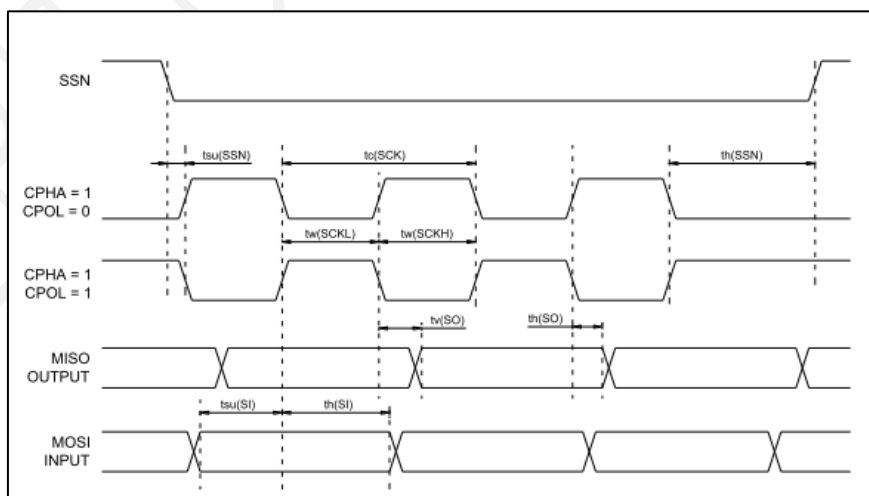 SSN
tsu(SSN)
tc(SCK)
th(SSN)
CPHA = 1
CPOL = 0
tw(SCKL)
tw(SCKH)
CPHA = 1
CPOL = 1
tv(SO)
th(SO)
MISO
OUTPUT
tsu(SI)
th(SI)
MOSI
INPUT